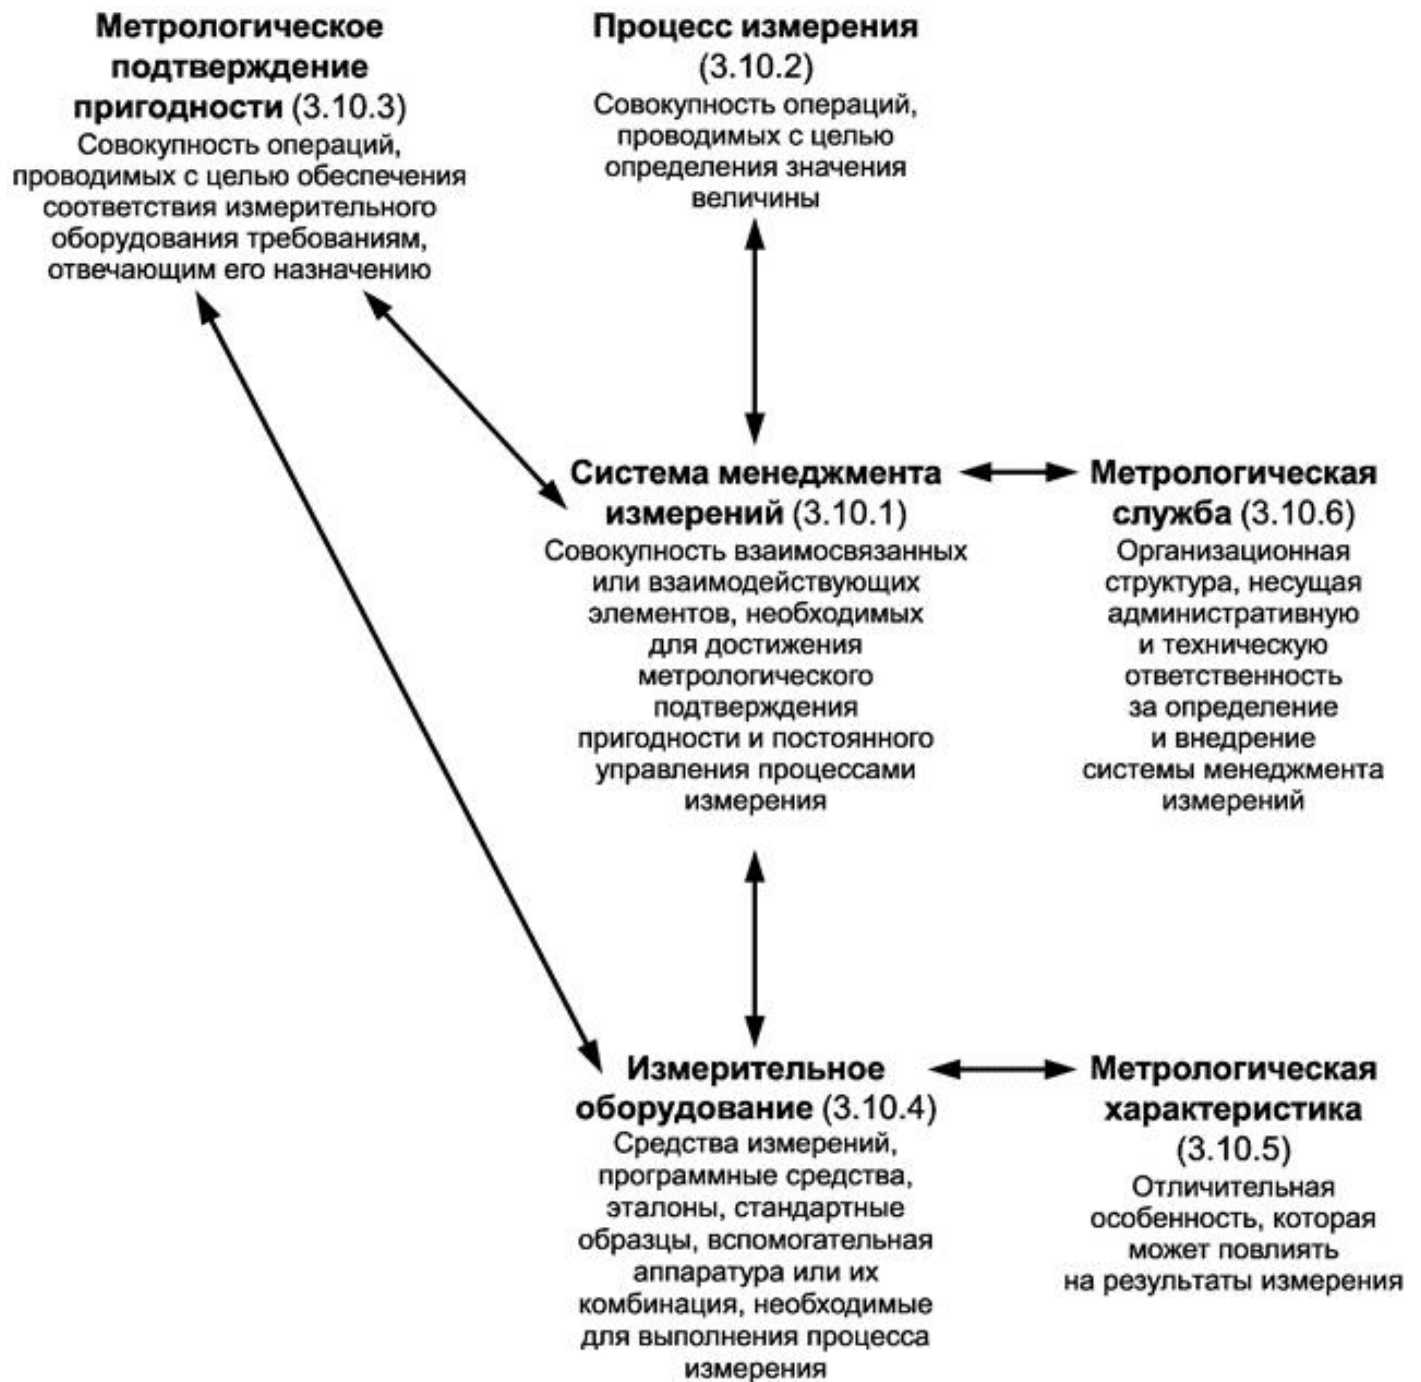 Метрологическое
подтверждение
пригодности (3.10.3)
Совокупность операций,
проводимых с целью обеспечения
соответствия измерительного
оборудования требованиям,
отвечающим его назначению
Процесс измерения
(3.10.2)
Совокупность операций,
проводимых с целью
определения значения
величины
Система менеджмента
измерений (3.10.1)
Совокупность взаимосвязанных
или взаимодействующих
элементов, необходимых
для достижения
метрологического
подтверждения
пригодности и постоянного
управления процессами
измерения
Метрологическая
служба (3.10.6)
Организационная
структура, несущая
административную
и техническую
ответственность
за определение
и внедрение
системы менеджмента
измерений
Измерительное
оборудование (3.10.4)
Средства измерений,
программные средства,
эталоны, стандартные
образцы, вспомогательная
аппаратура или их
комбинация, необходимые
для выполнения процесса
измерения
Метрологическая
характеристика
(3.10.5)
Отличительная
особенность, которая
может повлиять
на результаты измерения